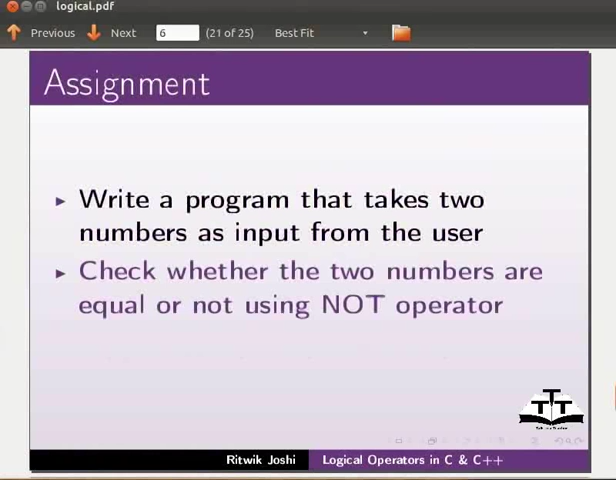 logical.pdf
Previous Next 6 (21 of 25) Best Fit
Assignment
Write a program that takes two
numbers as input from the user
Check whether the two numbers are
equal or not using NOT operator
TTT
Ritwik Joshi Logical Operators in C & C++